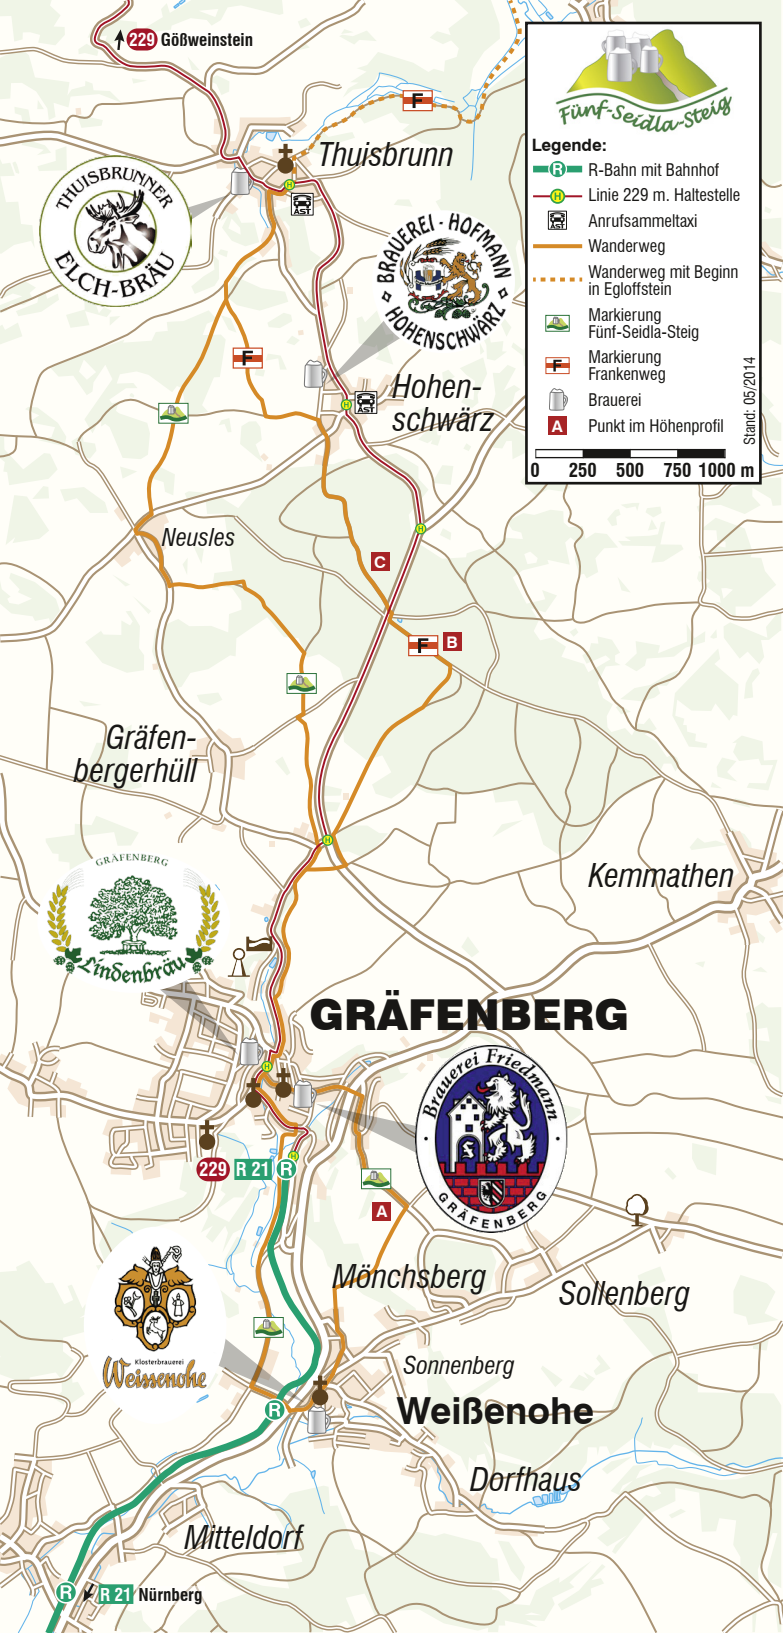 229 Gößweinstein
Fünf-Seidla-Steig
Legende:
R R-Bahn mit Bahnhof
H Linie 229 m. Haltestelle
AST Anrufsammeltaxi
Wanderweg
Wanderweg mit Beginn
in Egloffstein
Markierung
Fünf-Seidla-Steig
F Markierung
Frankenweg
Brauerei
A Punkt im Höhenprofil
0 250 500 750 1000 m
Stand: 05/2014
F
Thuisbrunn
H
AST
THUISBRUNNER
ELCH-BRÄU
BRAUEREI - HOFMANN
HOHENSCHWÄRZ
F
Hohen-
schwärz
H
AST
H
Neusles
C
F B
Gräfen-
bergerhüll
H
Kemmathen
GRÄFENBERG
Lindenbräu
GRÄFENBERG
H
Brauerei Friedmann
GRÄFENBERG
H
229 R 21 R
A
Mönchsberg
Sollenberg
Klosterbrauerei
Weissenohe
Sonnenberg
Weißenohe
R
Dorfhaus
Mitteldorf
R R 21 Nürnberg